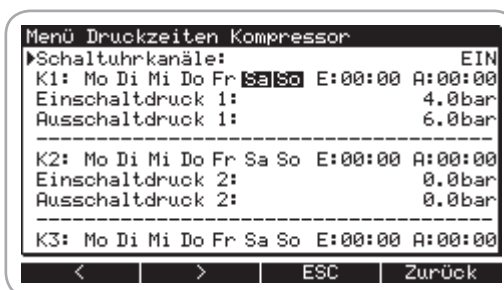 Menü Druckzeiten Kompressor
▶Schaltuhrkanäle: EIN
K1: Mo Di Mi Do Fr Sa So E:00:00 A:00:00
Einschaltdruck 1: 4.0bar
Ausschaltdruck 1: 6.0bar
----------------------------------------
K2: Mo Di Mi Do Fr Sa So E:00:00 A:00:00
Einschaltdruck 2: 0.0bar
Ausschaltdruck 2: 0.0bar
----------------------------------------
K3: Mo Di Mi Do Fr Sa So E:00:00 A:00:00
< > ESC Zurück